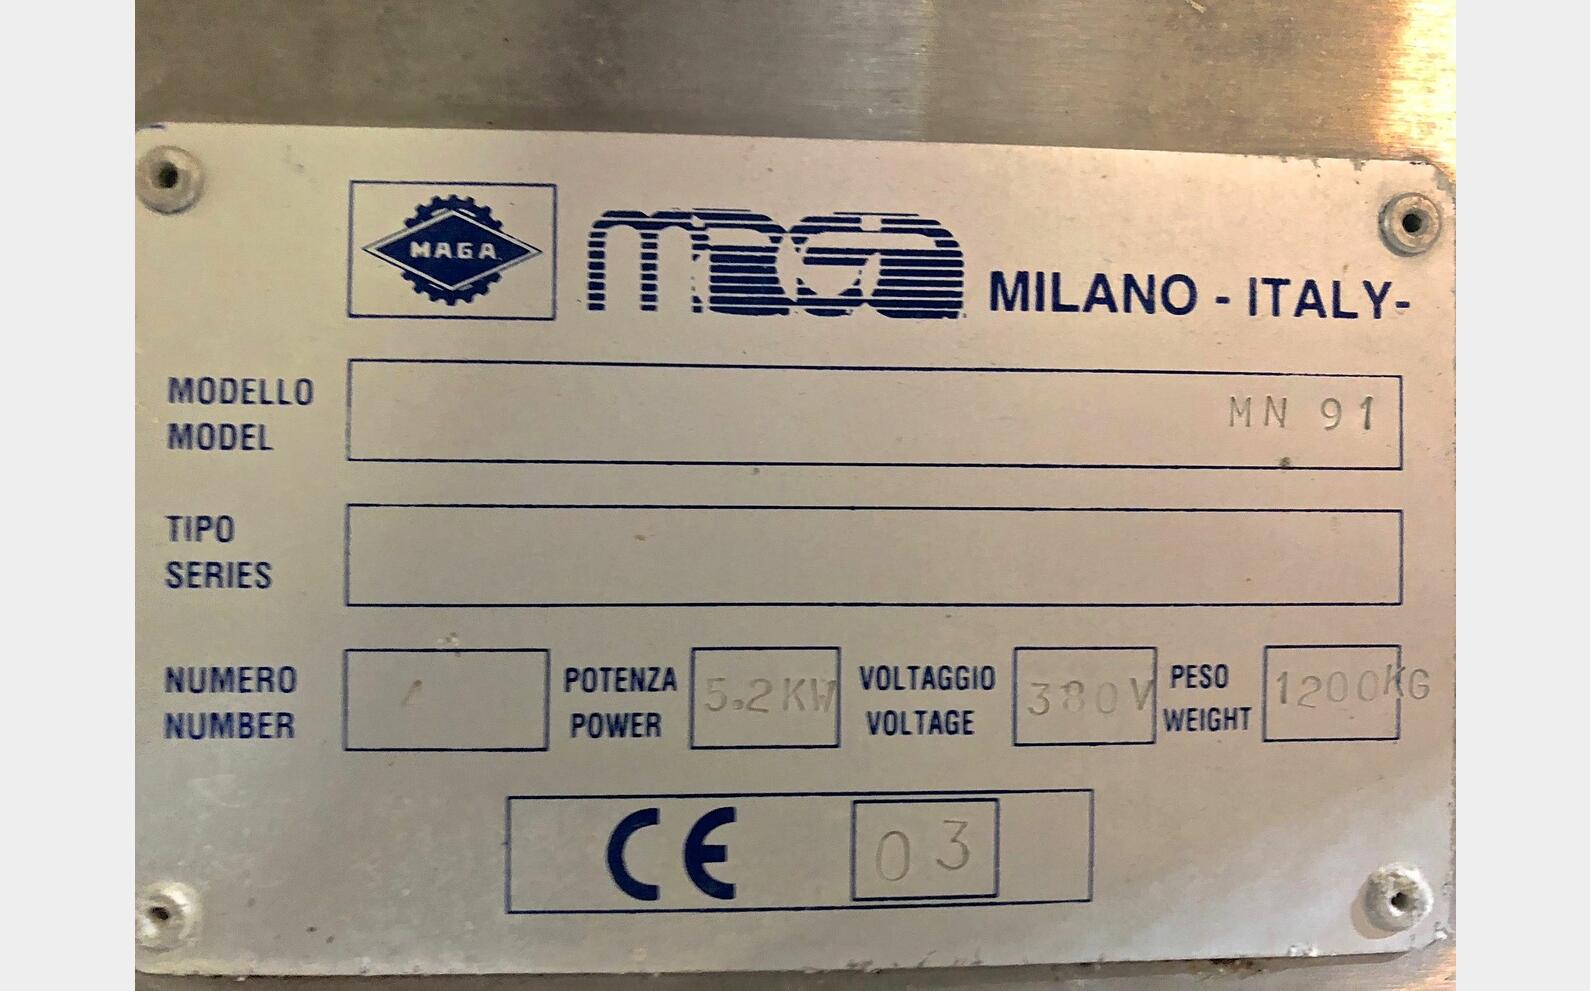 MAGA
maga MILANO - ITALY-
MODELLO
MODEL
MN 91
TIPO
SERIES
NUMERO
NUMBER
POTENZA
POWER
5.2KW
VOLTAGGIO
VOLTAGE
380V
PESO
WEIGHT
1200KG
CE 03